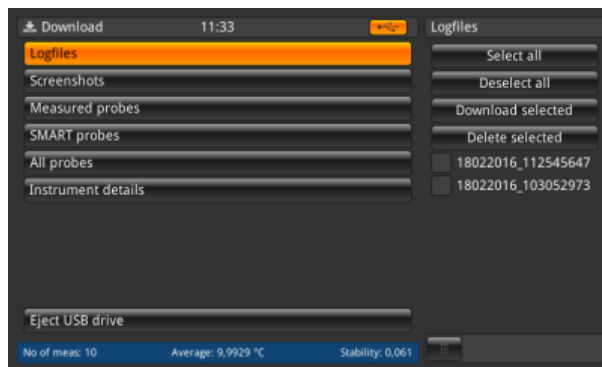 Download 11:33
Logfiles
Screenshots
Measured probes
SMART probes
All probes
Instrument details
Eject USB drive
No of meas: 10 Average: 9,9929 °C Stability: 0,061
Logfiles
Select all
Deselect all
Download selected
Delete selected
18022016_112545647
18022016_103052973